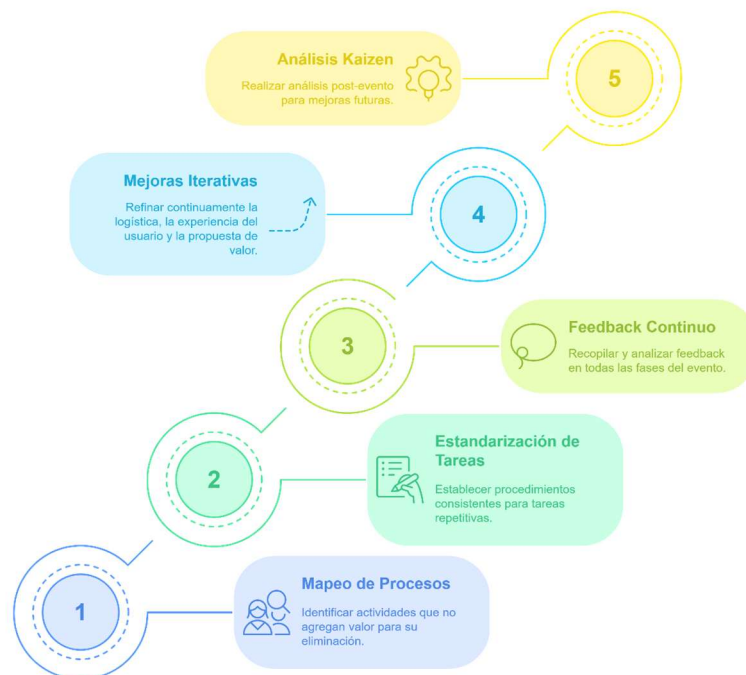 Análisis Kaizen
Realizar análisis post-evento
para mejoras futuras.
5
Mejoras Iterativas
Refinar continuamente la
logística, la experiencia del
usuario y la propuesta de
valor.
4
3
Feedback Continuo
Recopilar y analizar feedback
en todas las fases del evento.
2
Estandarización de
Tareas
Establecer procedimientos
consistentes para tareas
repetitivas.
1
Mapeo de Procesos
Identificar actividades que no
agregan valor para su
eliminación.